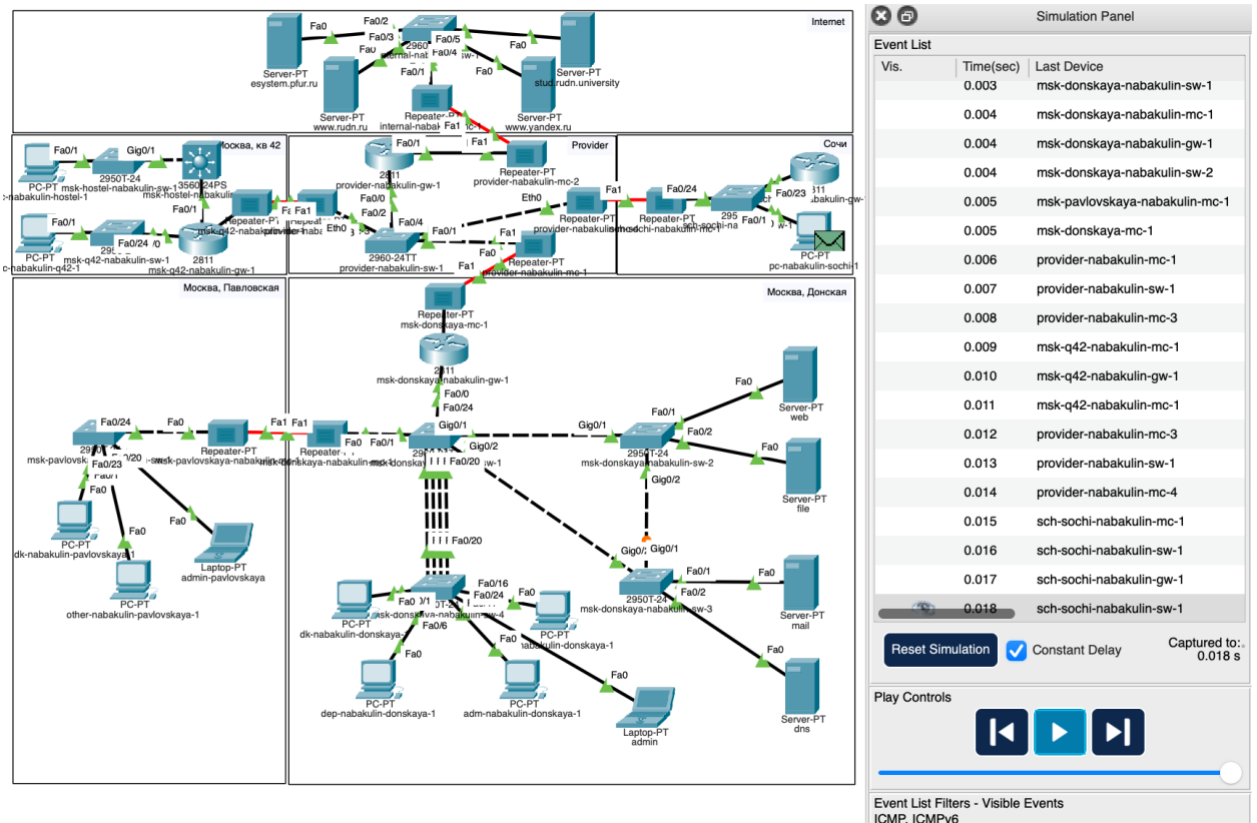 Internet
Fa0
Fa0/2
Fa0/3
Fa0/5
Fa0/4
Fa0
Fa0/1
Fa0
Server-PT
esystem.pfur.ru
Server-PT
stud.rudn.university
Server-PT
www.rudn.ru
Server-PT
www.yandex.ru
Fa1
Москва, кв 42
Fa0/1
Gig0/1
PC-PT
2950T-24
msk-hostel-nabakulin-sw-1
3560-24PS
Fa0/1
Fa0/1
PC-PT
Fa0/24
msk-q42-nabakulin-sw-1
2811
msk-q42-nabakulin-gw-1
Fa1
Eth0
Provider
Fa0/1
Fa1
2811
provider-nabakulin-gw-1
Repeater-PT
provider-nabakulin-mc-2
Fa0/0
Fa0/2
Fa0/4
Fa0/1
2960-24TT
provider-nabakulin-sw-1
Eth0
Fa1
Fa0
Fa1
Repeater-PT
provider-nabakulin-mc-1
Repeater-PT
Сочи
Fa1
Fa0/24
Fa0/23
Fa0/1
Repeater-PT
PC-PT
pc-nabakulin-sochi-1
Москва, Павловская
Fa0/24
Fa0
Fa1
Repeater-PT
Fa0/23
Fa0
PC-PT
dk-nabakulin-pavlovskaya-1
Fa0
PC-PT
other-nabakulin-pavlovskaya-1
Fa0
Laptop-PT
admin-pavlovskaya
Москва, Донская
Repeater-PT
msk-donskaya-mc-1
msk-donskaya-nabakulin-gw-1
Fa0/0
Fa0/24
Fa1
Fa0
Fa0/1
Repeater-PT
Gig0/1
Gig0/2
Fa0/20
Gig0/1
Fa0/1
Fa0/2
2950T-24
msk-donskaya-nabakulin-sw-2
Gig0/2
Fa0
Server-PT
web
Fa0
Server-PT
file
Fa0/20
Gig0/1
Fa0/1
Fa0/2
2950T-24
msk-donskaya-nabakulin-sw-3
Fa0
Server-PT
mail
Fa0
Server-PT
dns
Fa0/16
Fa0/24
msk-donskaya-nabakulin-sw-4
Fa0/6
Fa0
PC-PT
Fa0
PC-PT
Fa0
PC-PT
dep-nabakulin-donskaya-1
Fa0
PC-PT
adm-nabakulin-donskaya-1
Fa0
Laptop-PT
admin
Simulation Panel
Event List
Vis. Time(sec) Last Device
0.003 msk-donskaya-nabakulin-sw-1
0.004 msk-donskaya-nabakulin-mc-1
0.004 msk-donskaya-nabakulin-gw-1
0.004 msk-donskaya-nabakulin-sw-2
0.005 msk-pavlovskaya-nabakulin-mc-1
0.005 msk-donskaya-mc-1
0.006 provider-nabakulin-mc-1
0.007 provider-nabakulin-sw-1
0.008 provider-nabakulin-mc-3
0.009 msk-q42-nabakulin-mc-1
0.010 msk-q42-nabakulin-gw-1
0.011 msk-q42-nabakulin-mc-1
0.012 provider-nabakulin-mc-3
0.013 provider-nabakulin-sw-1
0.014 provider-nabakulin-mc-4
0.015 sch-sochi-nabakulin-mc-1
0.016 sch-sochi-nabakulin-sw-1
0.017 sch-sochi-nabakulin-gw-1
0.018 sch-sochi-nabakulin-sw-1
Reset Simulation
Constant Delay
Captured to:
0.018 s
Play Controls
Event List Filters - Visible Events
ICMP, ICMPv6